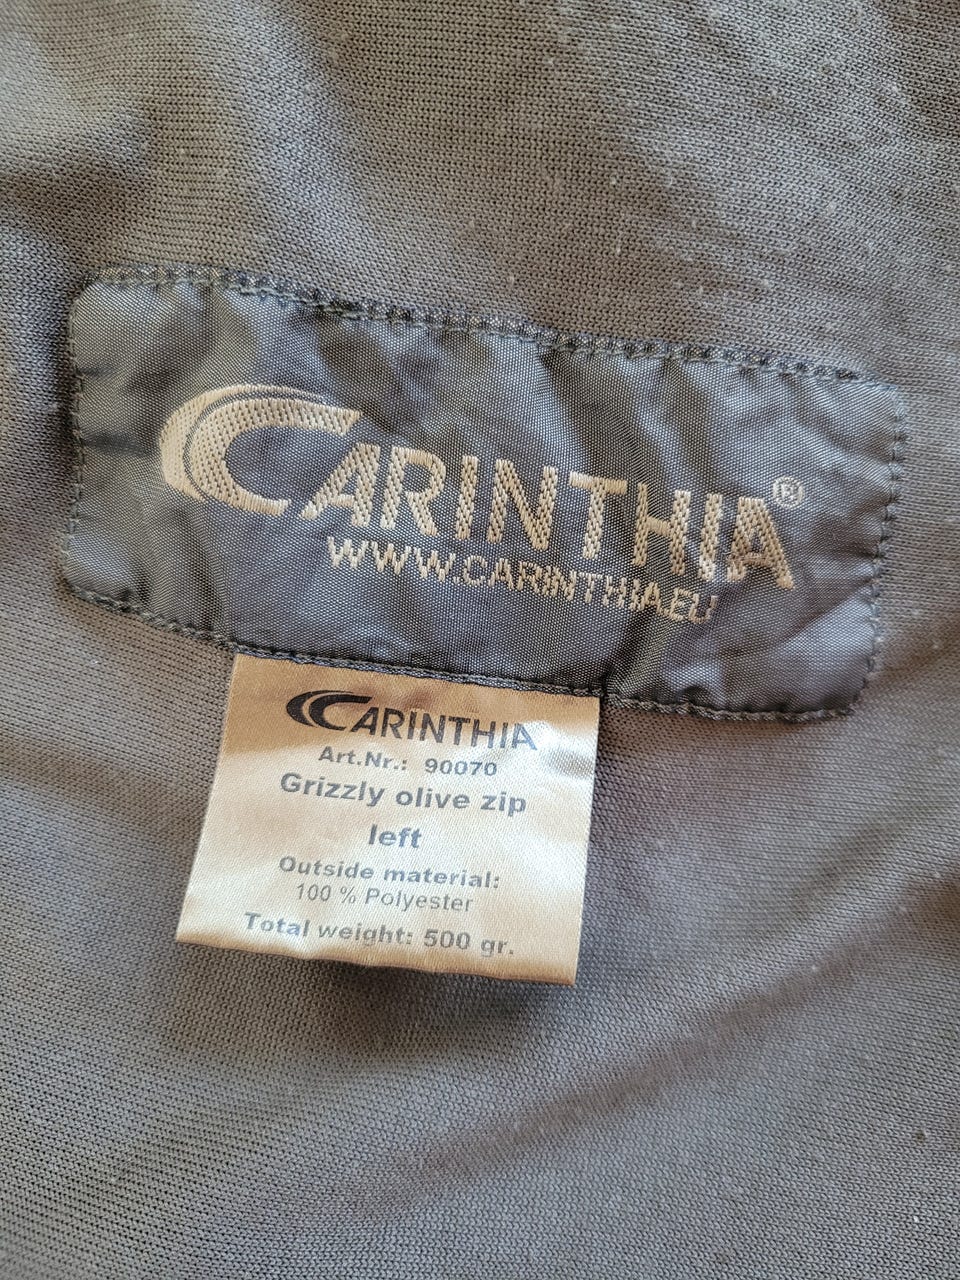 CARINTHIA®
WWW.CARINTHIA.EU
CARINTHIA
Art.Nr.: 90070
Grizzly olive zip
left
Outside material:
100 % Polyester
Total weight: 500 gr.